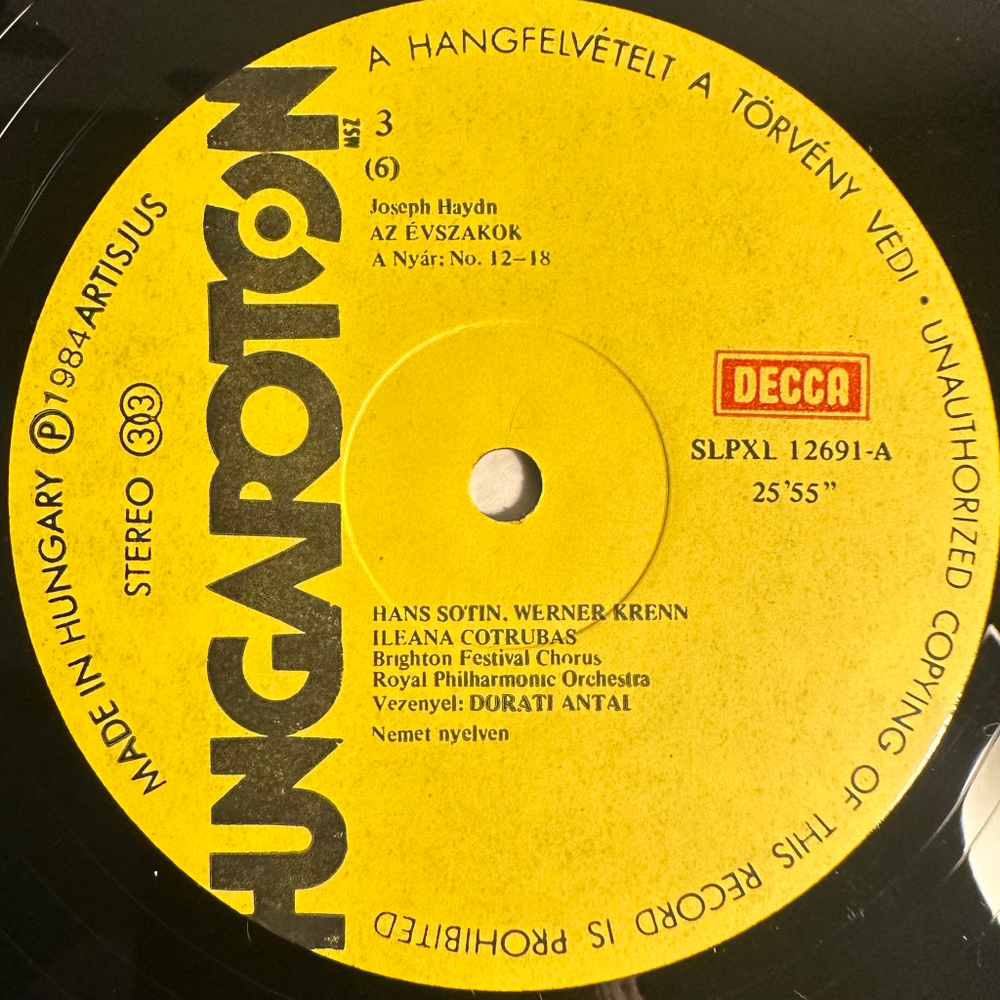 A HANGFELVÉTELT A TÖRVÉNY VÉDI • UNAUTHORIZED COPYING OF THIS RECORD IS PROHIBITED
MADE IN HUNGARY Ⓟ 1984 ARTISJUS
STEREO 33
HUNGAROTON
MSZ
3
(6)
Joseph Haydn
AZ ÉVSZAKOK
A Nyár: No. 12–18
DECCA
SLPXL 12691-A
25'55"
HANS SOTIN, WERNER KRENN
ILEANA COTRUBAS
Brighton Festival Chorus
Royal Philharmonic Orchestra
Vezenyel: DORATI ANTAL
Nemet nyelven